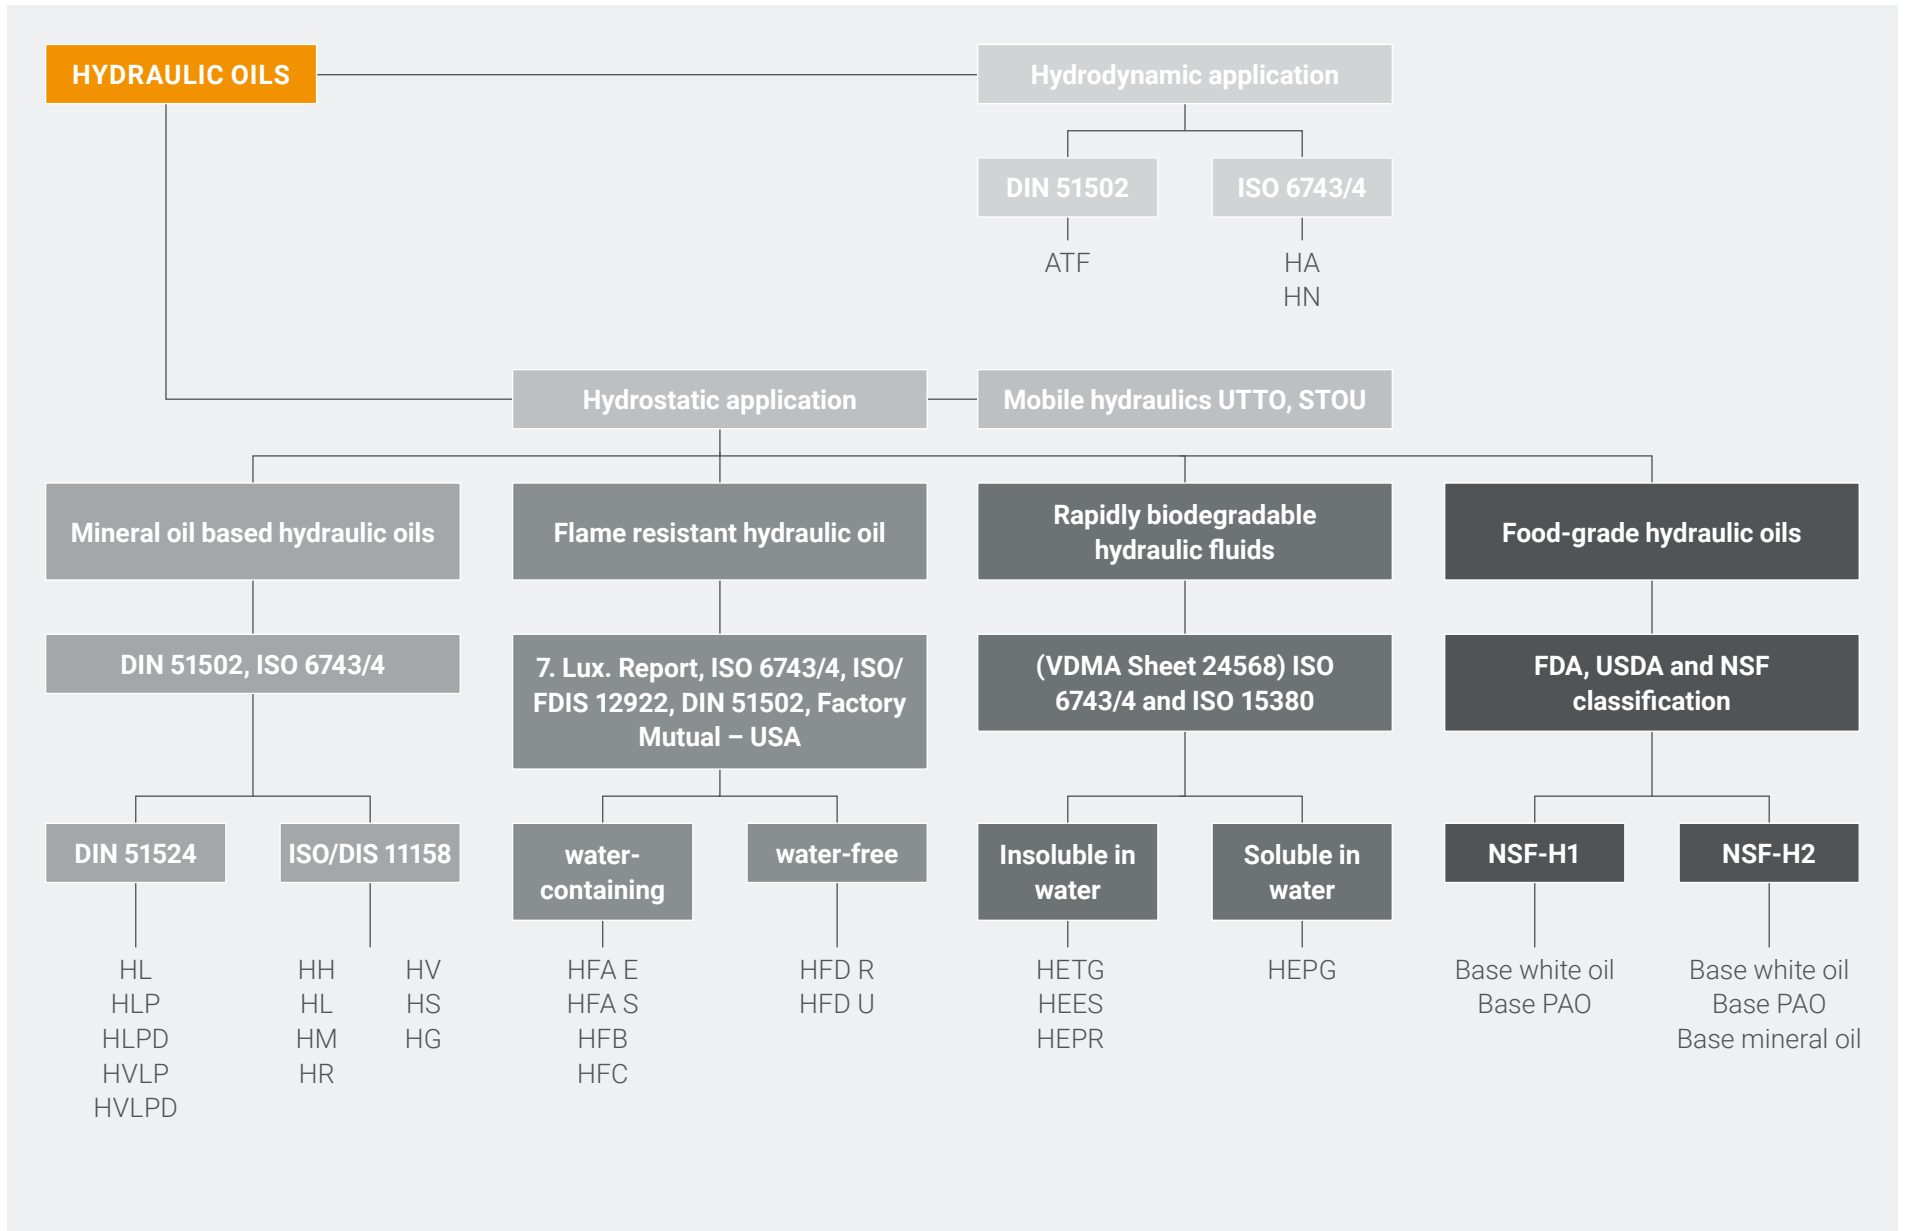 HYDRAULIC OILS
Hydrodynamic application
DIN 51502
ISO 6743/4
ATF
HA
HN
Hydrostatic application
Mobile hydraulics UTTO, STOU
Mineral oil based hydraulic oils
Flame resistant hydraulic oil
Rapidly biodegradable
hydraulic fluids
Food-grade hydraulic oils
DIN 51502, ISO 6743/4
7. Lux. Report, ISO 6743/4, ISO/
FDIS 12922, DIN 51502, Factory
Mutual – USA
(VDMA Sheet 24568) ISO
6743/4 and ISO 15380
FDA, USDA and NSF
classification
DIN 51524
ISO/DIS 11158
water-
containing
water-free
Insoluble in
water
Soluble in
water
NSF-H1
NSF-H2
HL
HLP
HLPD
HVLP
HVLPD
HH
HL
HM
HR
HV
HS
HG
HFA E
HFA S
HFB
HFC
HFD R
HFD U
HETG
HEES
HEPR
HEPG
Base white oil
Base PAO
Base white oil
Base PAO
Base mineral oil